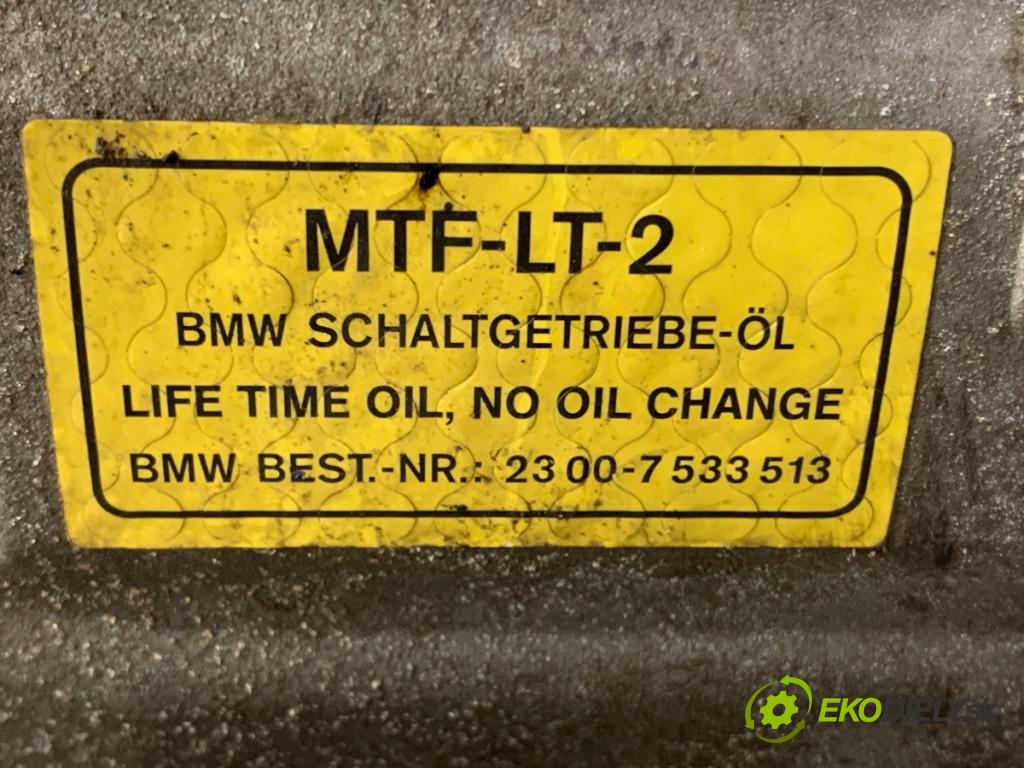 MTF-LT-2
BMW SCHALTGETRIEBE-ÖL
LIFE TIME OIL, NO OIL CHANGE
BMW BEST.-NR.: 23 00-7 533 513
EKODIELY.sk